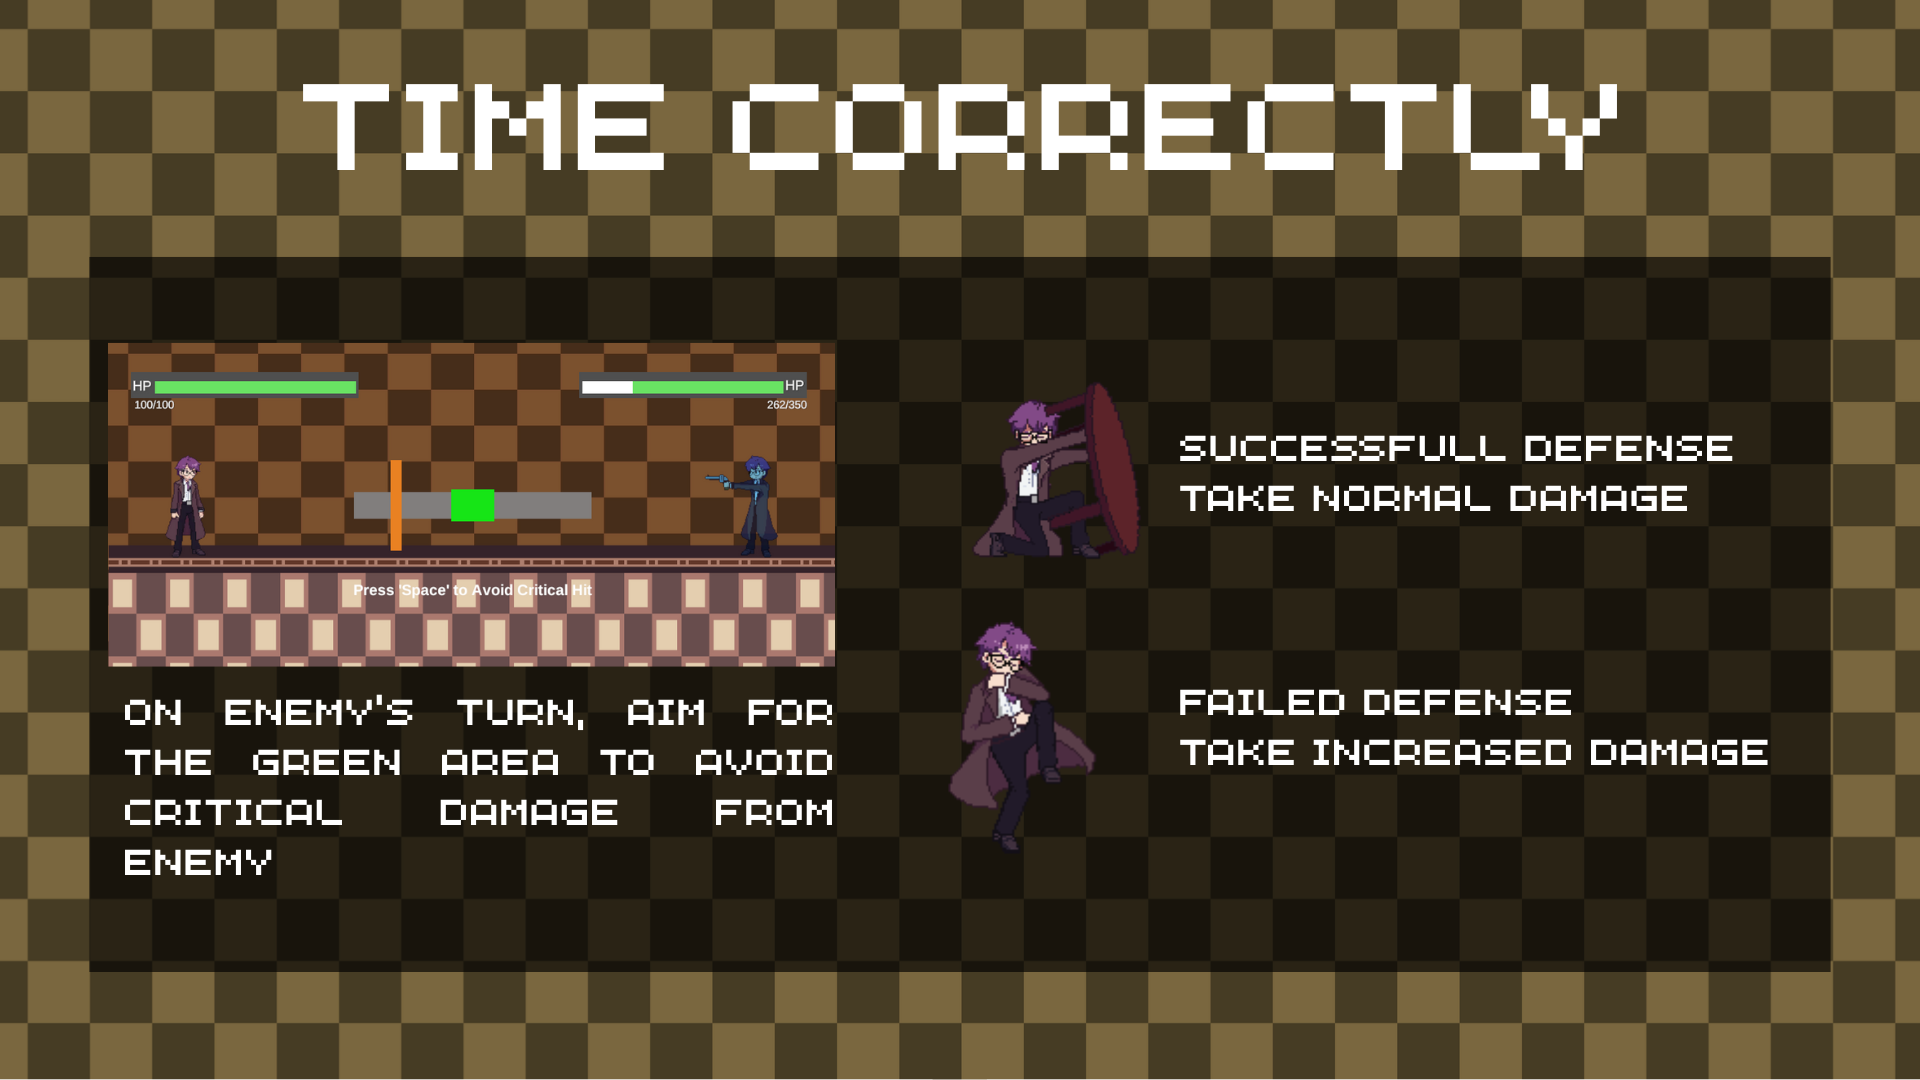 TIME CORRECTLY
HP
HP
100/100
262/350
Press 'Space' to Avoid Critical Hit
ON ENEMY'S TURN, AIM FOR
THE GREEN AREA TO AVOID
CRITICAL DAMAGE FROM
ENEMY
SUCCESSFULL DEFENSE
TAKE NORMAL DAMAGE
FAILED DEFENSE
TAKE INCREASED DAMAGE